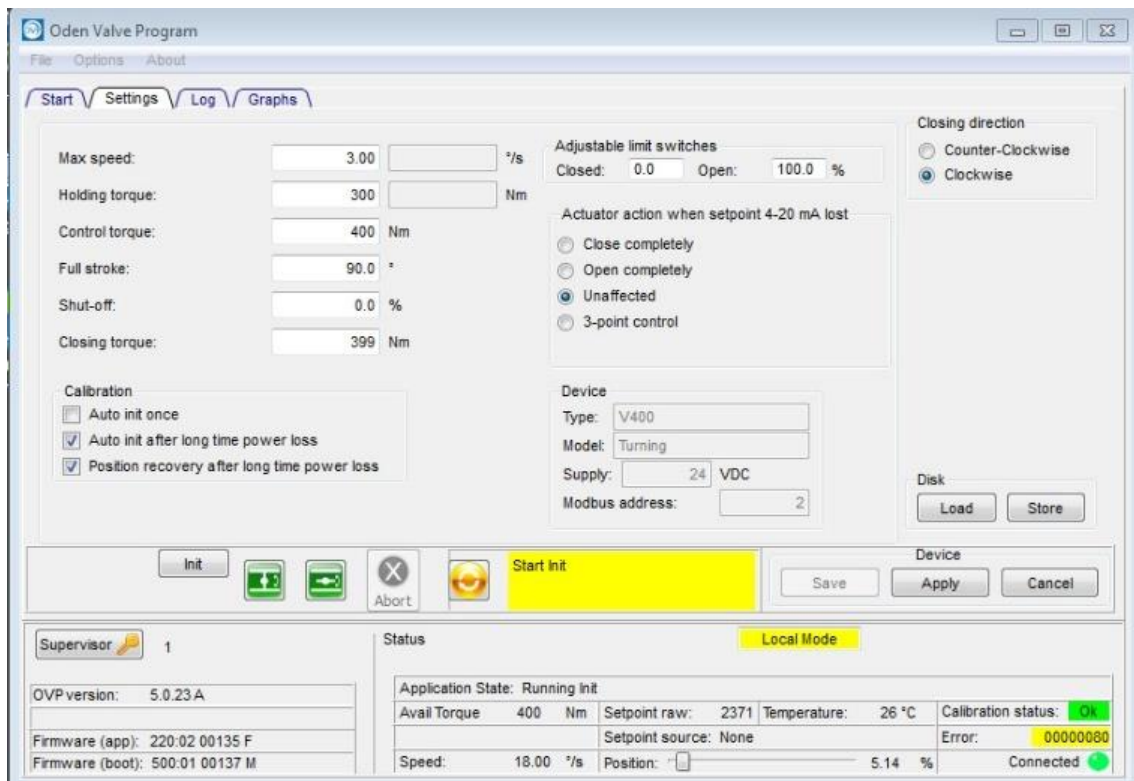 Oden Valve Program
File Options About
Start Settings Log Graphs
Max speed: 3.00 °/s
Holding torque: 300 Nm
Control torque: 400 Nm
Full stroke: 90.0 °
Shut-off: 0.0 %
Closing torque: 399 Nm
Calibration
Auto init once
Auto init after long time power loss
Position recovery after long time power loss
Adjustable limit switches
Closed: 0.0 Open: 100.0 %
Actuator action when setpoint 4-20 mA lost
Close completely
Open completely
Unaffected
3-point control
Device
Type: V400
Model: Turning
Supply: 24 VDC
Modbus address: 2
Closing direction
Counter-Clockwise
Clockwise
Disk
Load Store
Init
Abort
Start Init
Device
Save Apply Cancel
Supervisor 1
OVP version: 5.0.23 A
Firmware (app): 220:02 00135 F
Firmware (boot): 500:01 00137 M
Status Local Mode
Application State: Running Init
Avail Torque 400 Nm Setpoint raw: 2371 Temperature: 26 °C Calibration status: Ok
Setpoint source: None Error: 00000080
Speed: 18.00 °/s Position: 5.14 % Connected